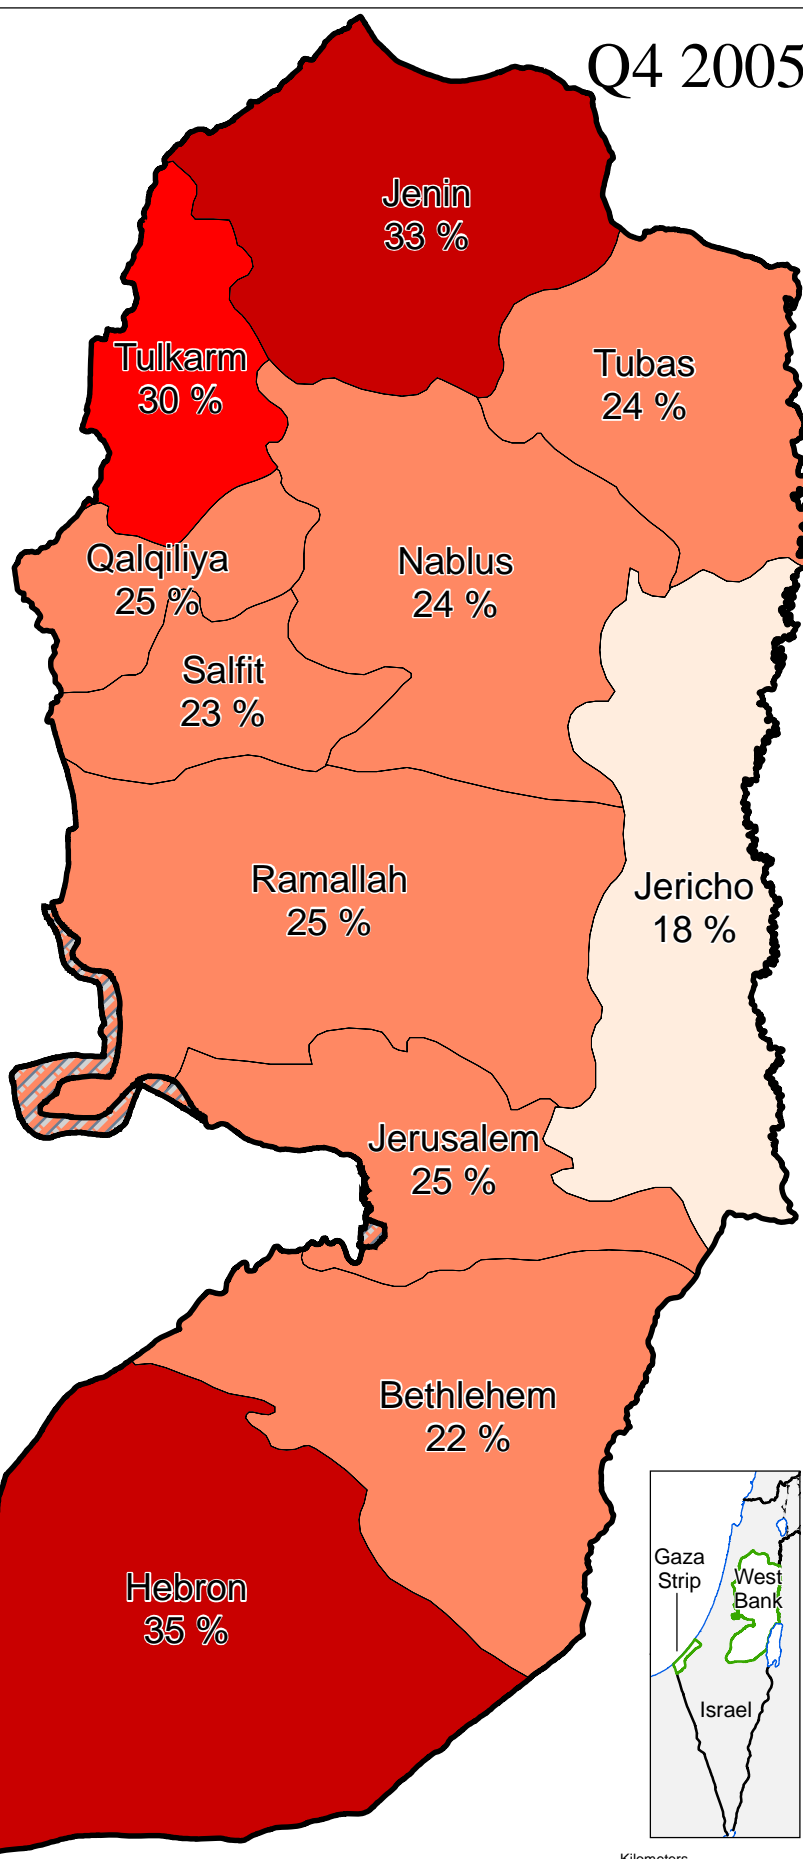 Q4 2005
Jenin
33 %
Tulkarm
30 %
Tubas
24 %
Qalqiliya
25 %
Nablus
24 %
Salfit
23 %
Ramallah
25 %
Jericho
18 %
Jerusalem
25 %
Bethlehem
22 %
Hebron
35 %
Gaza
Strip
West
Bank
Israel
Kilometers